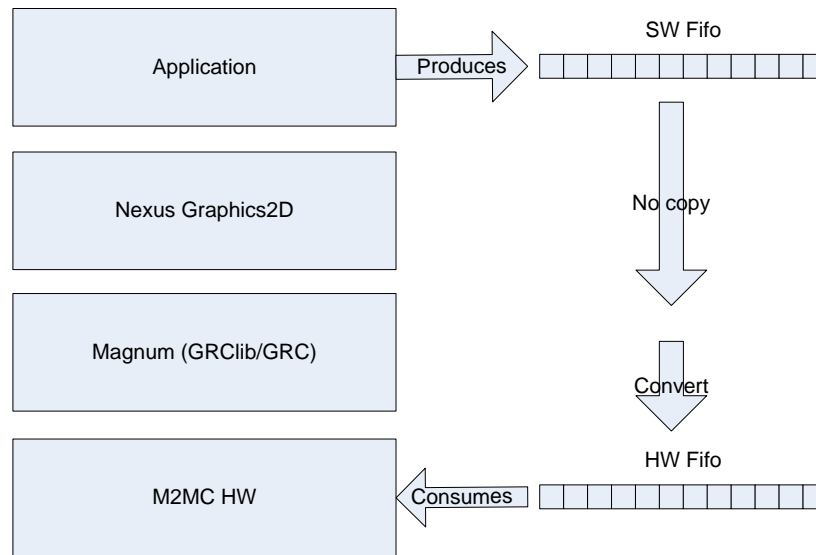 SW Fifo
Application
Produces
Nexus Graphics2D
No copy
Magnum (GRClib/GRC)
Convert
HW Fifo
M2MC HW
Consumes